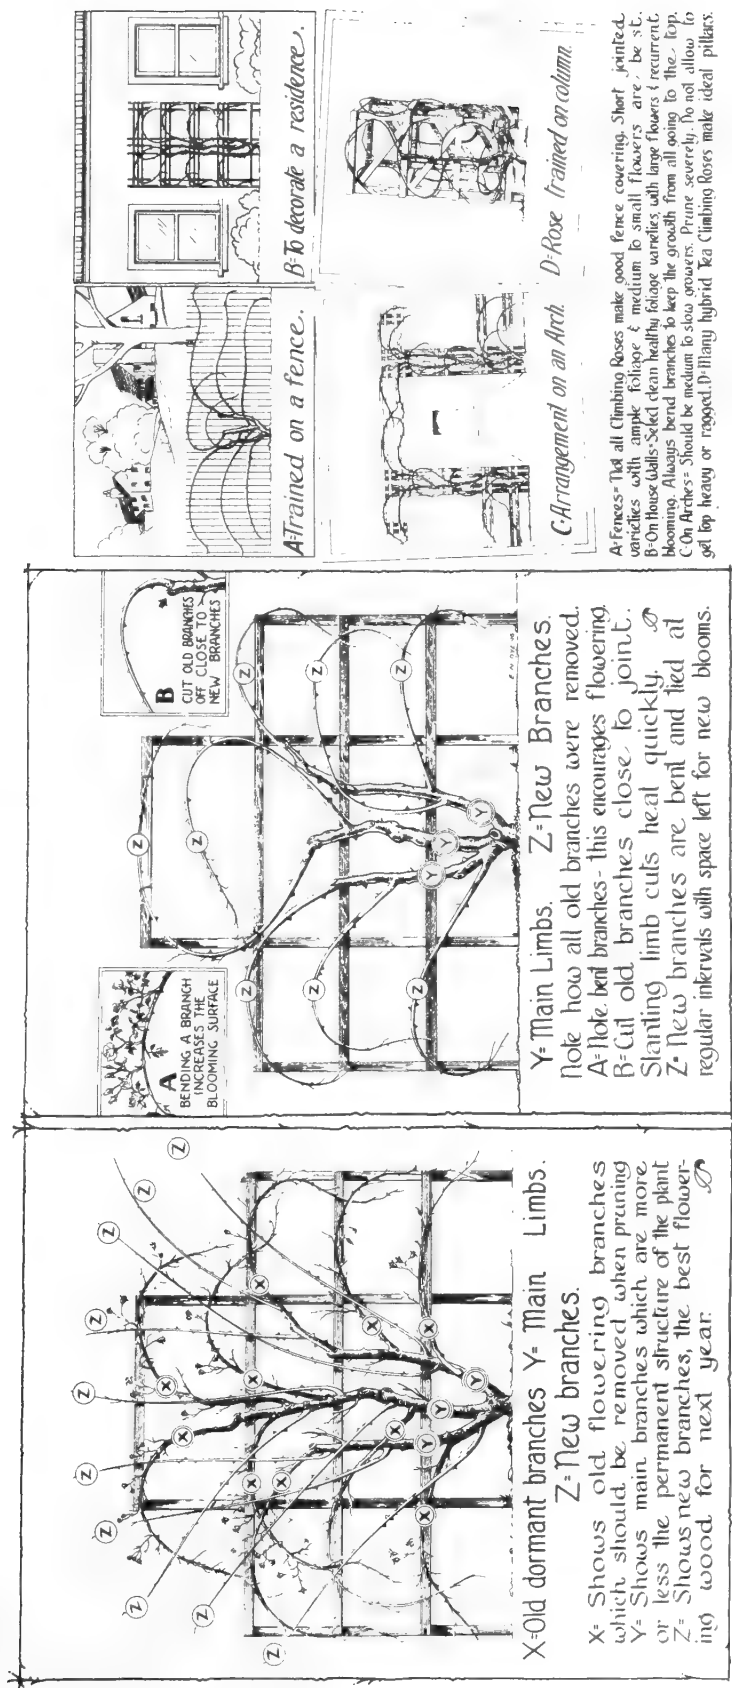 Z
Z
Z
Z
Z
Z
Z
Z
Z
Z
X
X
X
X
X
X
X
X
X
X
Y
Y
Y
X=Old dormant branches Y= Main Limbs.
Z=New branches.
X= Shows old flowering branches
which should be removed when pruning
Y= Shows main branches which are more
or less the permanent structure of the plant
Z= Shows new branches, the best flower-
ing wood for next year.
A
BENDING A BRANCH
INCREASES THE
BLOOMING SURFACE
B
CUT OLD BRANCHES
OFF CLOSE TO
NEW BRANCHES
Z
Z
Z
Z
Z
Z
Z
Z
Y
Y
Y
Y=Main Limbs. Z=New Branches.
Note how all old branches were removed.
A=Note bent branches-this encourages flowering
B=Cut old branches close to joint.
Slanting limb cuts heal quickly.
Z= New branches are bent and tied at
regular intervals with space left for new blooms.
A=Trained on a fence.
B=To decorate a residence.
C=Arrangement on an Arch.
D=Rose trained on column.
A=Fences=Not all Climbing Roses make good fence covering. Short jointed
varieties with ample foliage & medium to small flowers are be st.
B=On House Walls=Select clean healthy foliage varieties, with large flowers & recurrent
blooming. Always bend branches to keep the growth from all going to the top.
C=On Arches= Should be medium to slow growers. Prune severely. Do not allow to
get top heavy or ragged. D=Many hybrid Tea Climbing Roses make ideal pillars.